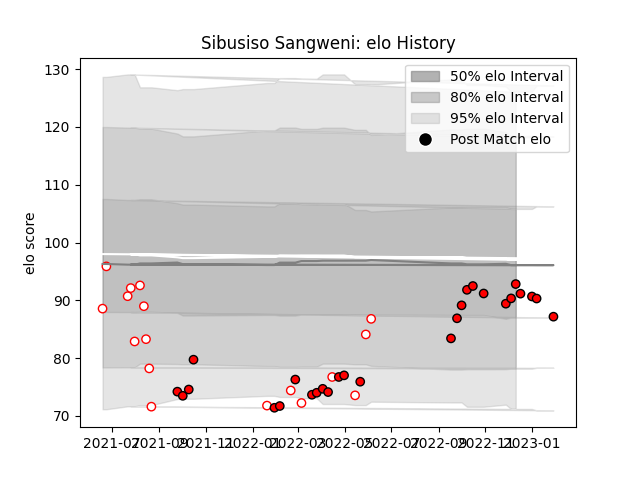 Sibusiso Sangweni: elo History
50% elo Interval
80% elo Interval
95% elo Interval
Post Match elo
elo score
130
120
110
100
90
80
70
2021-07 2021-09 2021-11 2022-01 2022-03 2022-05 2022-07 2022-09 2022-11 2023-01